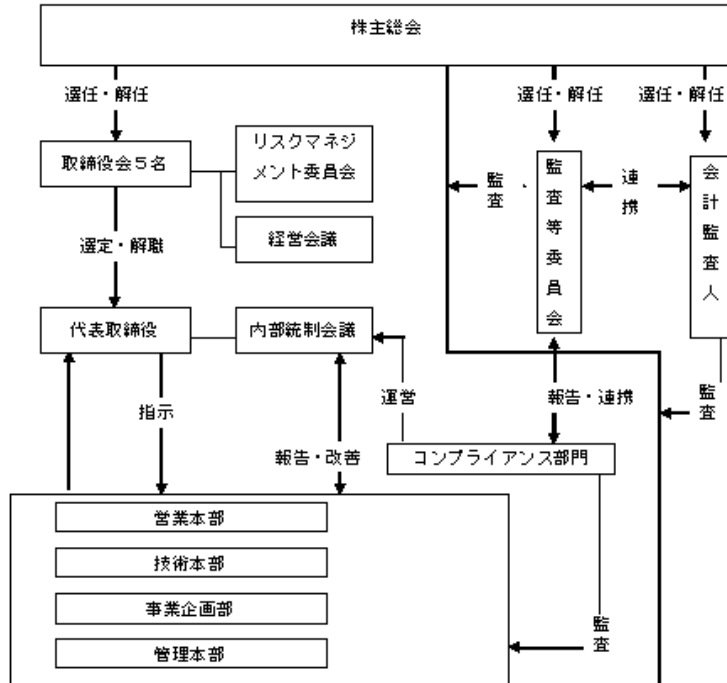 株主総会
選任・解任
選任・解任
選任・解任
取締役会５名
リスクマネジ
メント委員会
監査
監査等委員会
連携
会計監査人
経営会議
選定・解職
代表取締役
内部統制会議
運営
指示
報告・連携
監査
報告・改善
コンプライアンス部門
営業本部
技術本部
事業企画部
監査
管理本部